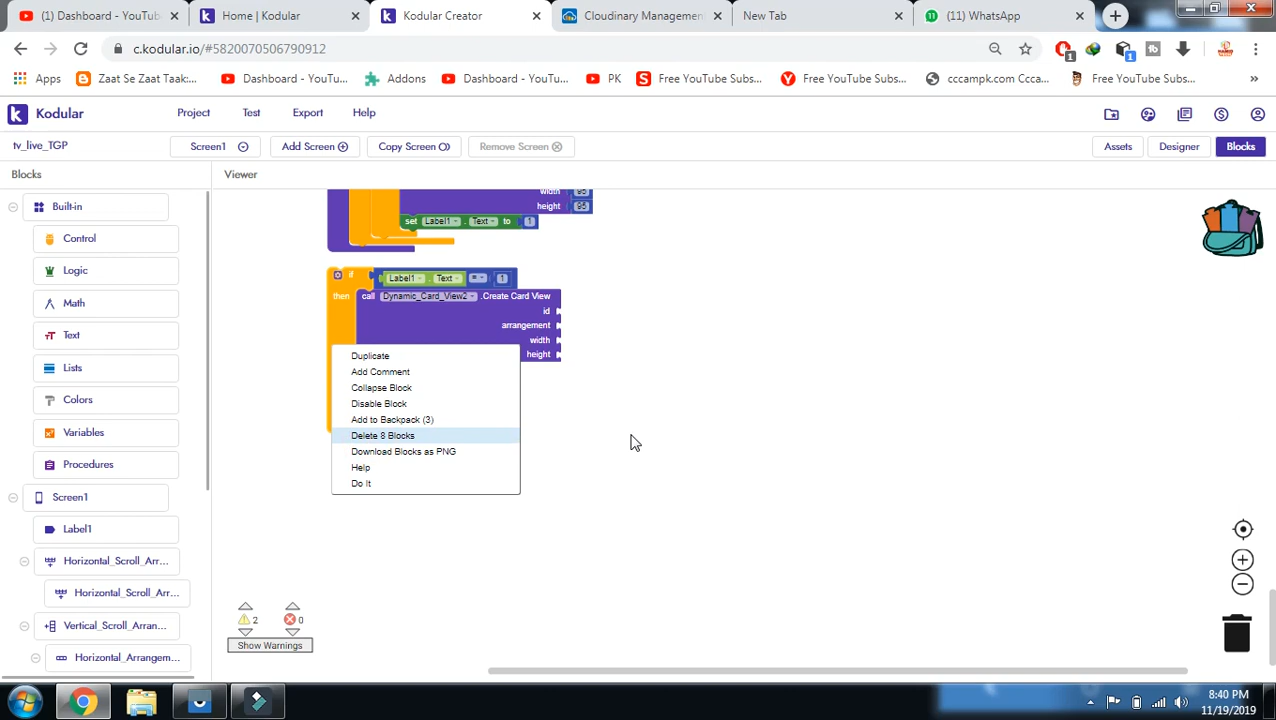 (1) Dashboard - YouTub
Home | Kodular
Kodular Creator
Cloudinary Management
New Tab
(11) WhatsApp
c.kodular.io/#5820070506790912
Apps
Zaat Se Zaat Taak:...
Dashboard - YouTu...
Addons
Dashboard - YouTu...
PK
Free YouTube Subs...
Free YouTube Subs...
cccampk.com Ccca...
Free YouTube Subs...
»
Kodular
Project
Test
Export
Help
tv_live_TGP
Screen1
Add Screen
Copy Screen
Remove Screen
Assets
Designer
Blocks
Blocks
Viewer
Built-in
Control
Logic
Math
Text
Lists
Colors
Variables
Procedures
Screen1
Label1
Horizontal_Scroll_Arr...
Horizontal_Scroll_Arr...
Vertical_Scroll_Arran...
Horizontal_Arrangem...
width 95
height 95
set Label1 . Text to 1
if Label1 . Text = 1
then call Dynamic_Card_View2 .Create Card View
id
arrangement
width
height
Duplicate
Add Comment
Collapse Block
Disable Block
Add to Backpack (3)
Delete 8 Blocks
Download Blocks as PNG
Help
Do It
2
0
Show Warnings
8:40 PM
11/19/2019